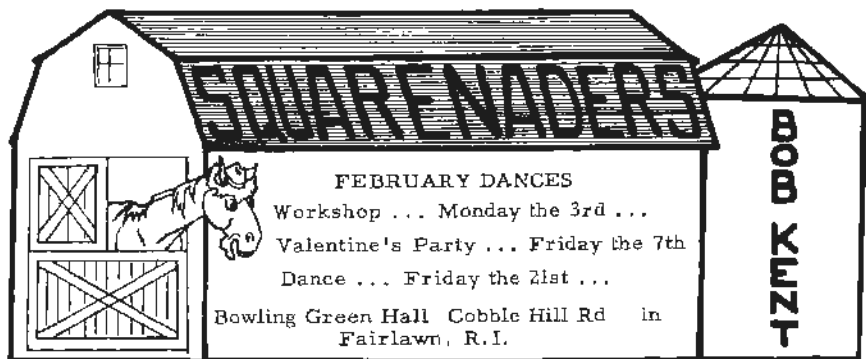 SQUARENADERS
BOB KENT
FEBRUARY DANCES
Workshop ... Monday the 3rd ...
Valentine's Party ... Friday the 7th
Dance ... Friday the 21st ...
Bowling Green Hall Cobble Hill Rd in
Fairlawn, R.I.